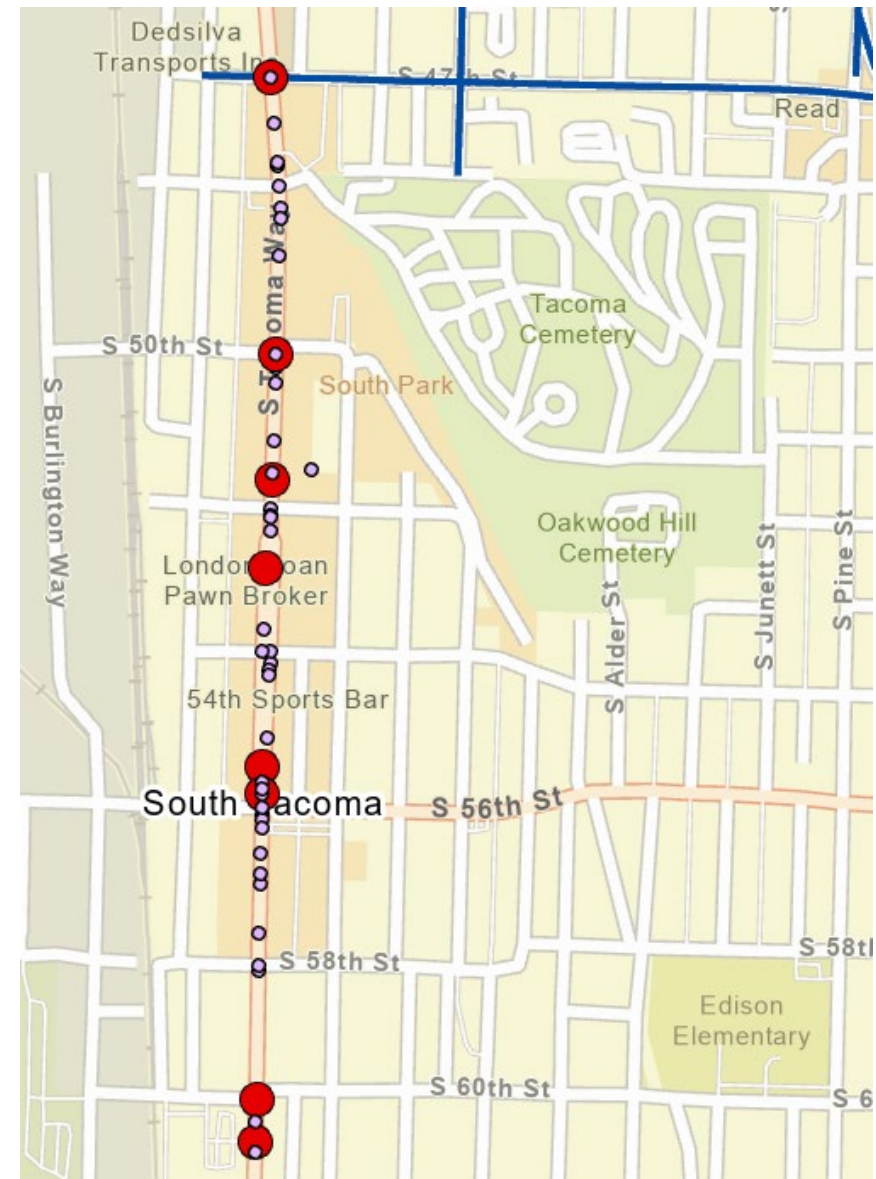 Dedsilva
Transports In
S 47th St
Read
S Tacoma Way
Tacoma
Cemetery
S 50th St
South Park
S Burlington Way
Oakwood Hill
Cemetery
London Loan
Pawn Broker
S Alder St
S Junett St
S Pine St
54th Sports Bar
South Tacoma
S 56th St
S 58th St
S 58t
Edison
Elementary
S 60th St
S 6